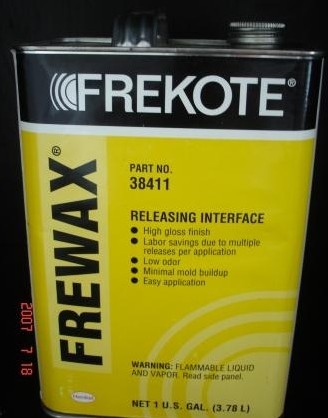 FREKOTE®
FREWAX®
PART NO.
38411
RELEASING INTERFACE
● High gloss finish
● Labor savings due to multiple
releases per application
● Low odor
● Minimal mold buildup
● Easy application
WARNING: FLAMMABLE LIQUID
AND VAPOR. Read side panel.
Henkel
NET 1 U.S. GAL. (3.78 L)
2007 7 18